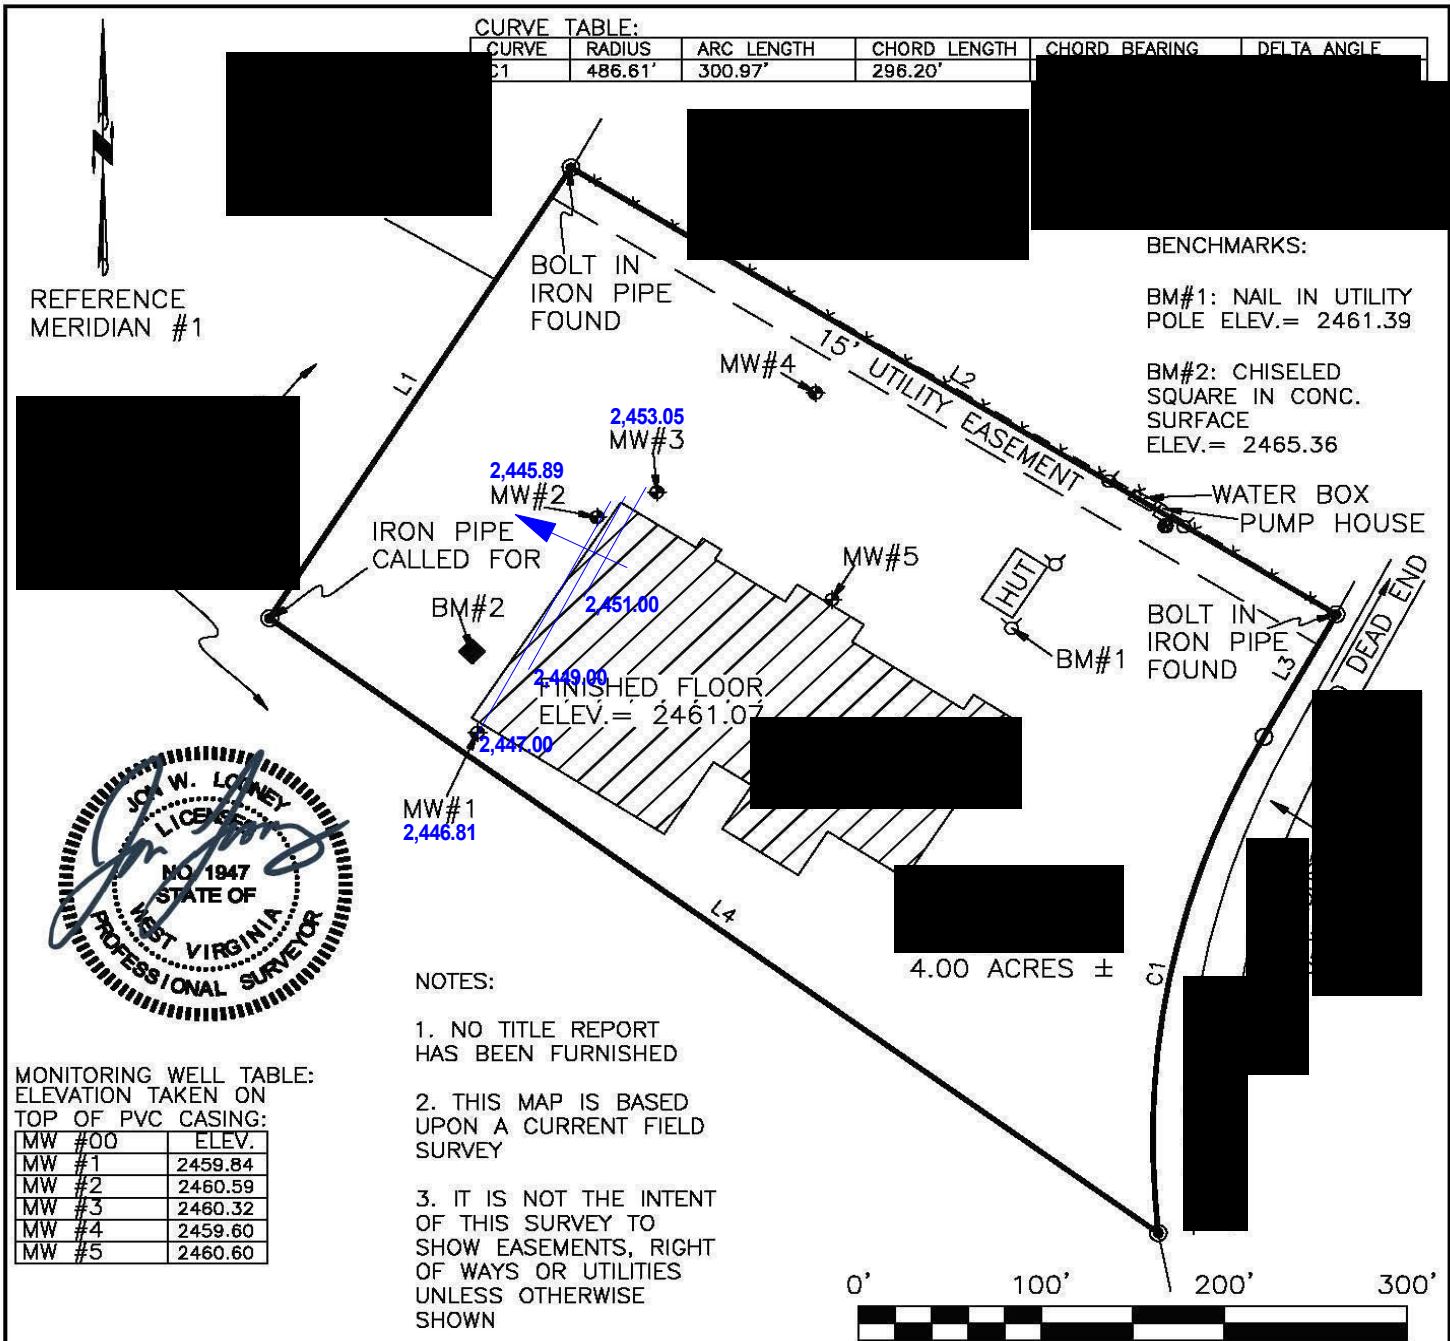 CURVE TABLE:
CURVE RADIUS ARC LENGTH CHORD LENGTH CHORD BEARING DELTA ANGLE
C1 486.61' 300.97' 296.20'
REFERENCE
MERIDIAN #1
BOLT IN
IRON PIPE
FOUND
BENCHMARKS:
BM#1: NAIL IN UTILITY
POLE ELEV.= 2461.39
BM#2: CHISELED
SQUARE IN CONC.
SURFACE
ELEV.= 2465.36
L1
L2
15' UTILITY EASEMENT
MW#4
2,453.05
MW#3
2,445.89
MW#2
WATER BOX
PUMP HOUSE
IRON PIPE
CALLED FOR
MW#5
HUT
BM#2
2,451.00
BM#1
BOLT IN
IRON PIPE
FOUND
L3
DEAD END
2,449.00
FINISHED FLOOR
ELEV.= 2461.07
2,447.00
MW#1
2,446.81
L4
C1
4.00 ACRES ±
JON W. LOONEY
LICENSED
NO. 1947
STATE OF
WEST VIRGINIA
PROFESSIONAL SURVEYOR
NOTES:
1. NO TITLE REPORT
HAS BEEN FURNISHED
2. THIS MAP IS BASED
UPON A CURRENT FIELD
SURVEY
3. IT IS NOT THE INTENT
OF THIS SURVEY TO
SHOW EASEMENTS, RIGHT
OF WAYS OR UTILITIES
UNLESS OTHERWISE
SHOWN
MONITORING WELL TABLE:
ELEVATION TAKEN ON
TOP OF PVC CASING:
MW #00 ELEV.
MW #1 2459.84
MW #2 2460.59
MW #3 2460.32
MW #4 2459.60
MW #5 2460.60
0' 100' 200' 300'